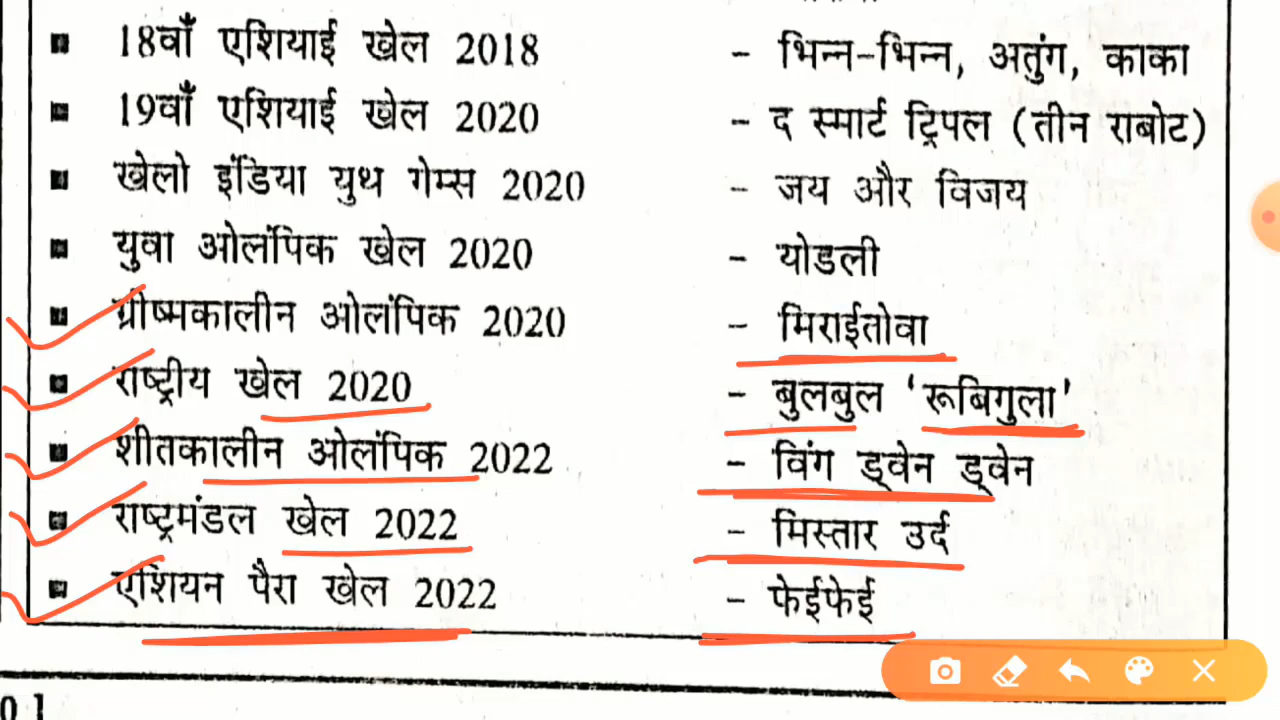 18वाँ एशियाई खेल 2018 - भिन्न-भिन्न, अतुंग, काका
19वाँ एशियाई खेल 2020 - द स्मार्ट ट्रिपल (तीन राबोट)
खेलो इंडिया युथ गेम्स 2020 - जय और विजय
युवा ओलंपिक खेल 2020 - योडली
ग्रीष्मकालीन ओलंपिक 2020 - मिराईतोवा
राष्ट्रीय खेल 2020 - बुलबुल 'रूबिगुला'
शीतकालीन ओलंपिक 2022 - विंग ड्वेन ड्वेन
राष्ट्रमंडल खेल 2022 - मिस्तार उर्द
एशियन पैरा खेल 2022 - फेईफेई